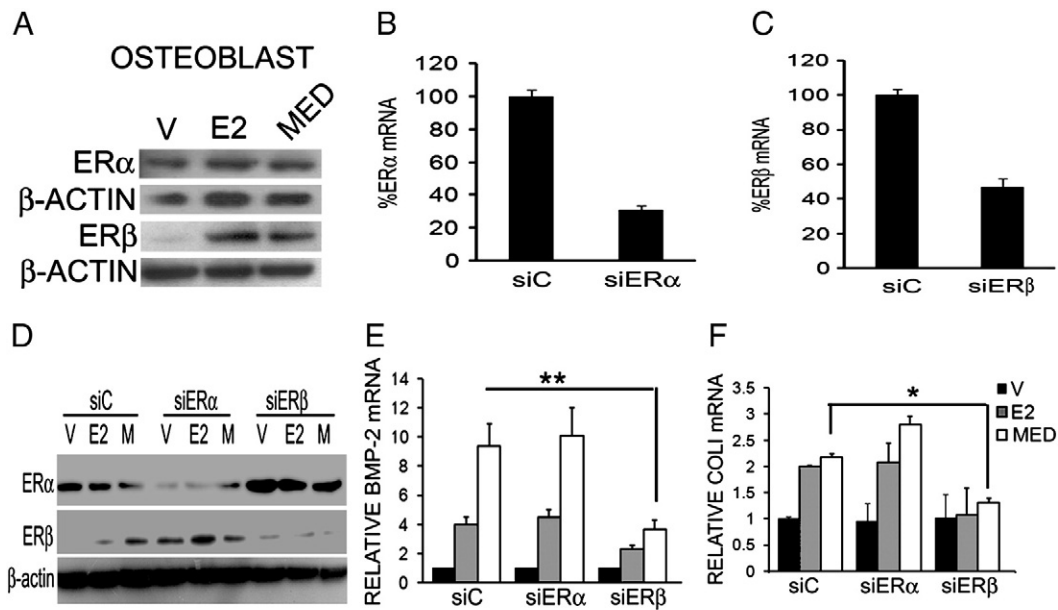 A
OSTEOBLAST
V E2 MED
ERα
β-ACTIN
ERβ
β-ACTIN
B
%ERα mRNA
120
100
80
60
40
20
0
siC siERα
C
%ERβ mRNA
120
100
80
60
40
20
0
siC siERβ
D
siC siERα siERβ
V E2 M V E2 M V E2 M
ERα
ERβ
β-actin
E
RELATIVE BMP-2 mRNA
14
12
10
8
6
4
2
0
**
siC siERα siERβ
F
RELATIVE COLI mRNA
3.5
3
2.5
2
1.5
1
0.5
0
*
V
E2
MED
siC siERα siERβ